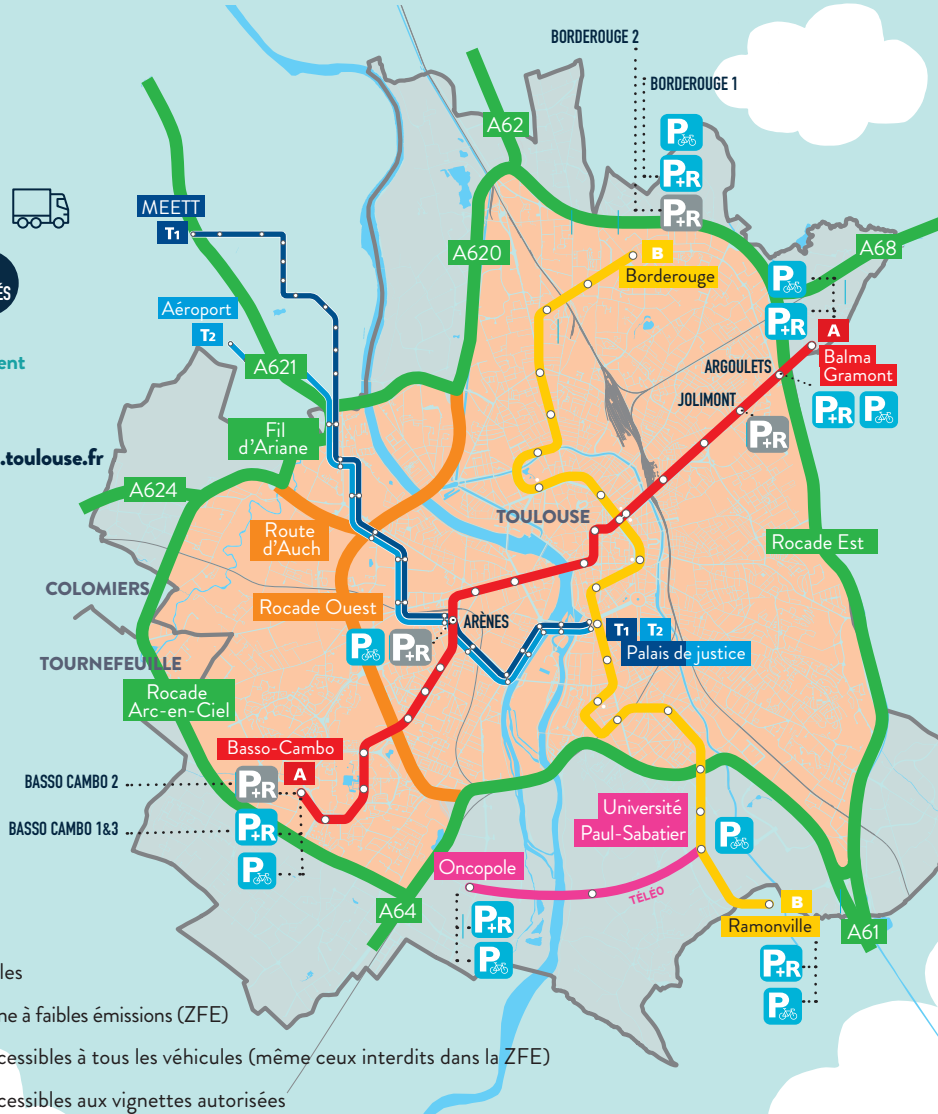 BORDEROUGE 2
BORDEROUGE 1
A62
P
P+R
P+R
MEETT
T1
A620
A68
B
Borderouge
P
P+R
A
Balma
Gramont
Aéroport
T2
A621
ARGOULETS
P+R
P
JOLIMONT
P+R
ÉS
ent
Fil
d'Ariane
.toulouse.fr
A624
TOULOUSE
Route
d'Auch
Rocade Est
COLOMIERS
Rocade Ouest
ARÈNES
P
P+R
T1
T2
Palais de justice
TOURNEFEUILLE
Rocade
Arc-en-Ciel
Basso-Cambo
A
BASSO CAMBO 2
P+R
BASSO CAMBO 1&3
P+R
P
Université
Paul-Sabatier
P
Oncopole
TÉLÉO
A64
P+R
P
B
Ramonville
A61
P+R
P
les
ne à faibles émissions (ZFE)
cessibles à tous les véhicules (même ceux interdits dans la ZFE)
cessibles aux vignettes autorisées